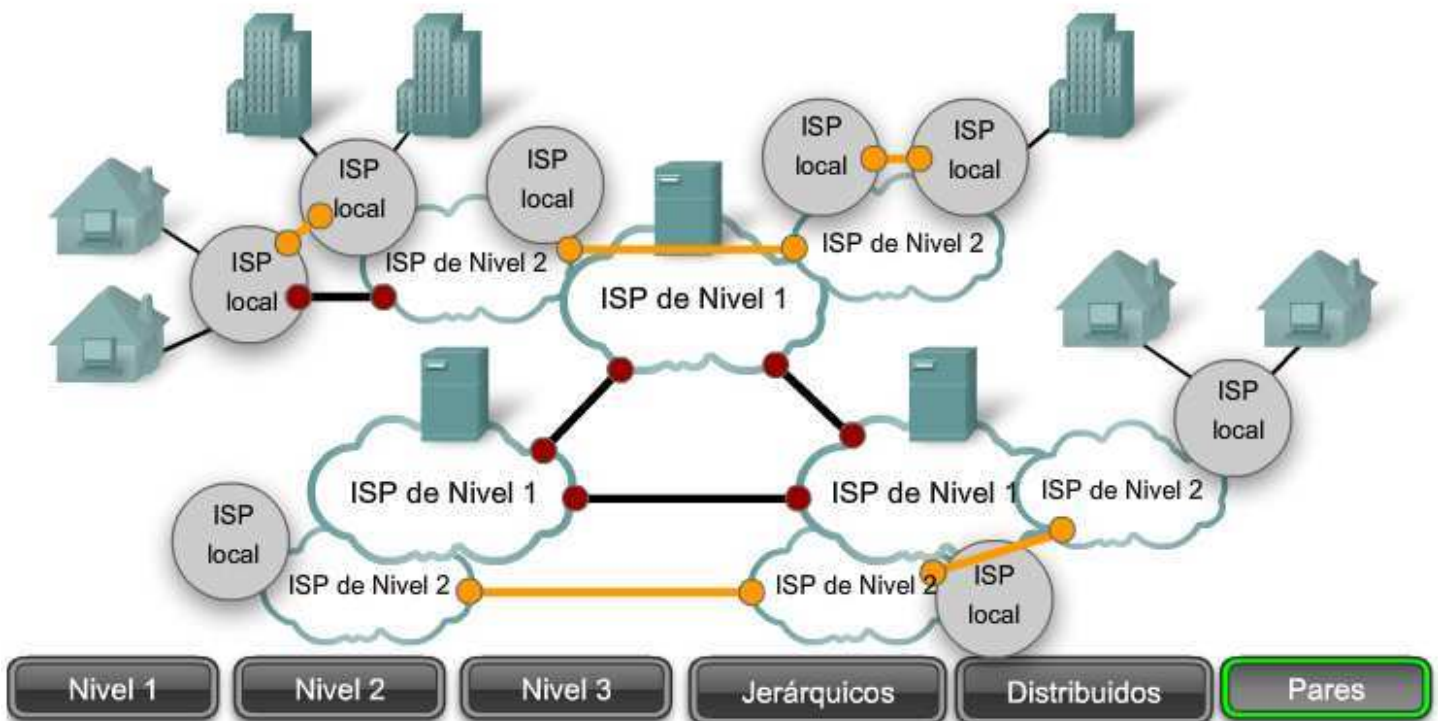 ISP
local
ISP
local
ISP
local
ISP
local
ISP
local
ISP de Nivel 2
ISP de Nivel 2
ISP de Nivel 1
ISP
local
ISP de Nivel 1
ISP de Nivel 1
ISP de Nivel 2
ISP
local
ISP de Nivel 2
ISP de Nivel 2
ISP
local
Nivel 1
Nivel 2
Nivel 3
Jerárquicos
Distribuidos
Pares